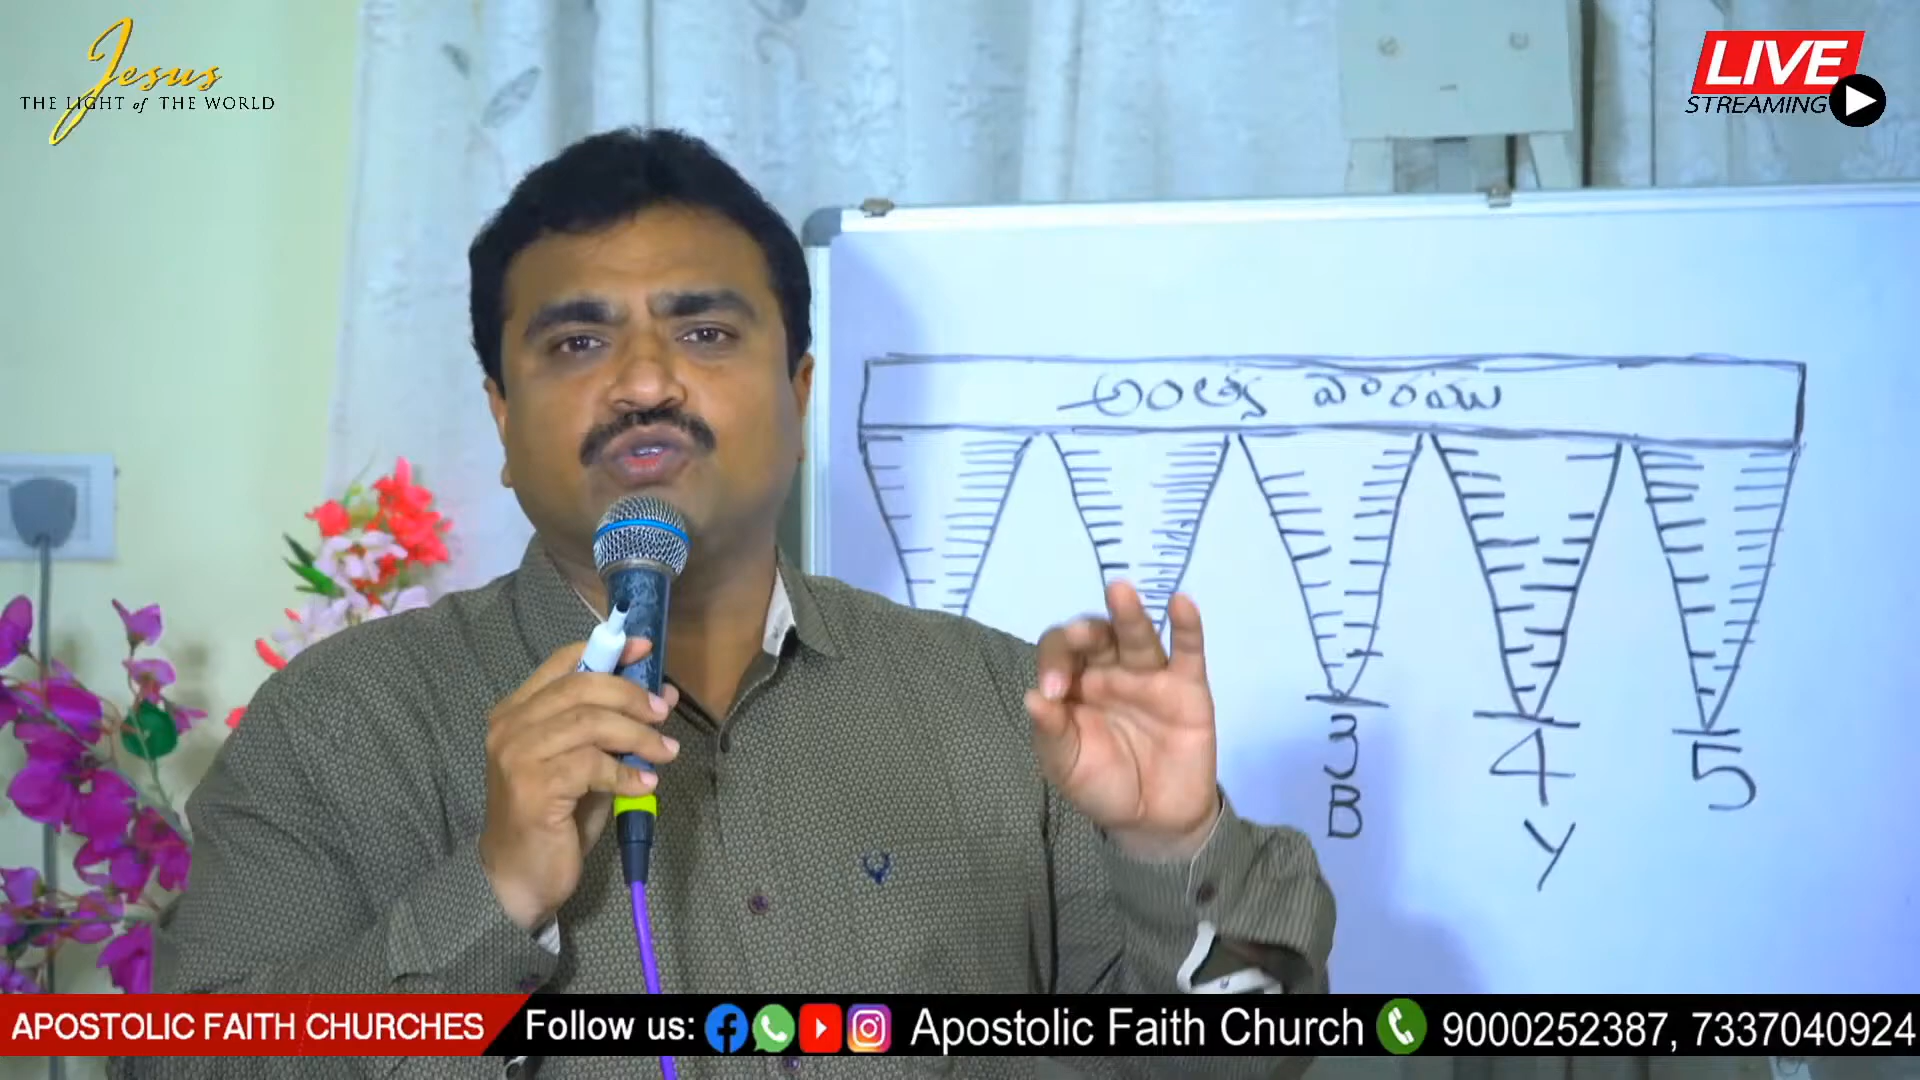 Jesus
THE LIGHT of THE WORLD
LIVE
STREAMING
అంత్య వారము
3
B
4
Y
5
APOSTOLIC FAITH CHURCHES
Follow us:
Apostolic Faith Church
9000252387, 7337040924